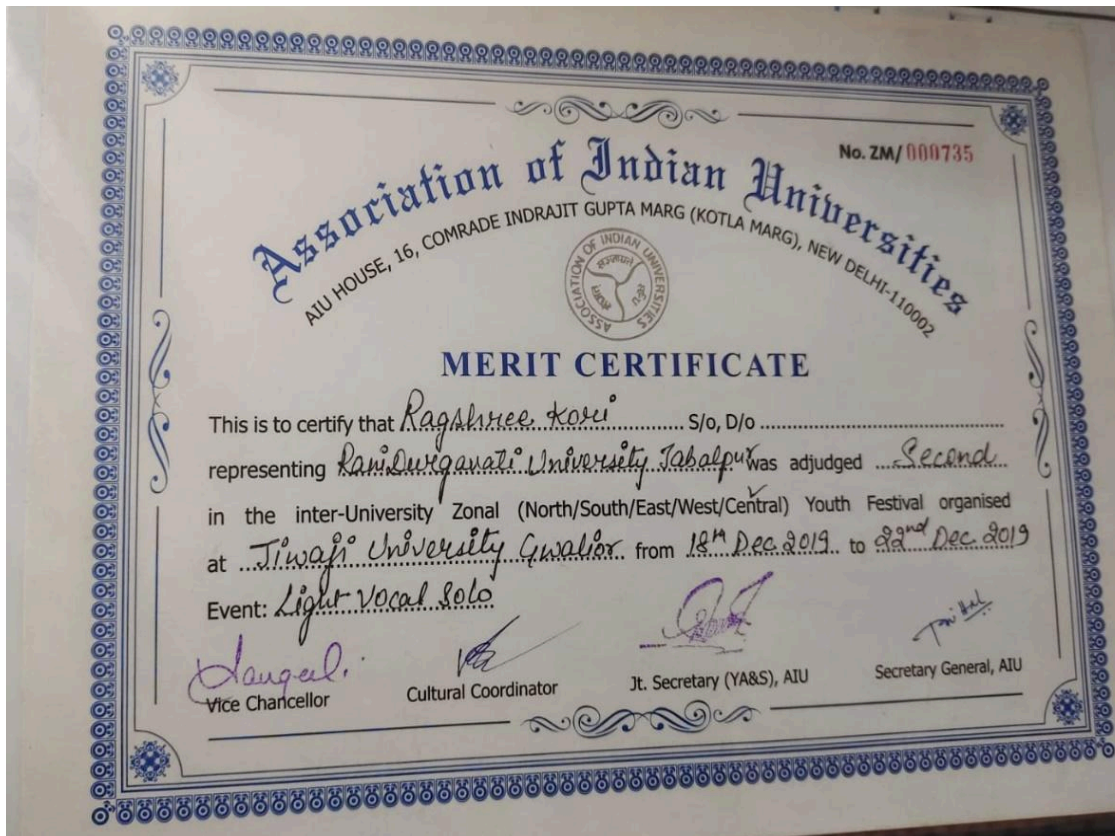 No. ZM/ 000735
Association of Indian Universities
AIU HOUSE, 16, COMRADE INDRAJIT GUPTA MARG (KOTLA MARG), NEW DELHI-110002
ASSOCIATION OF INDIAN UNIVERSITIES
MERIT CERTIFICATE
This is to certify that Ragshree Kori S/o, D/o
representing Rani Durgavati University Jabalpur was adjudged Second
in the inter-University Zonal (North/South/East/West/Central) Youth Festival organised
at Jiwaji University Gwalior from 18th Dec. 2019 to 22nd Dec. 2019
Event: Light Vocal Solo
Vice Chancellor
Cultural Coordinator
Jt. Secretary (YA&S), AIU
Secretary General, AIU